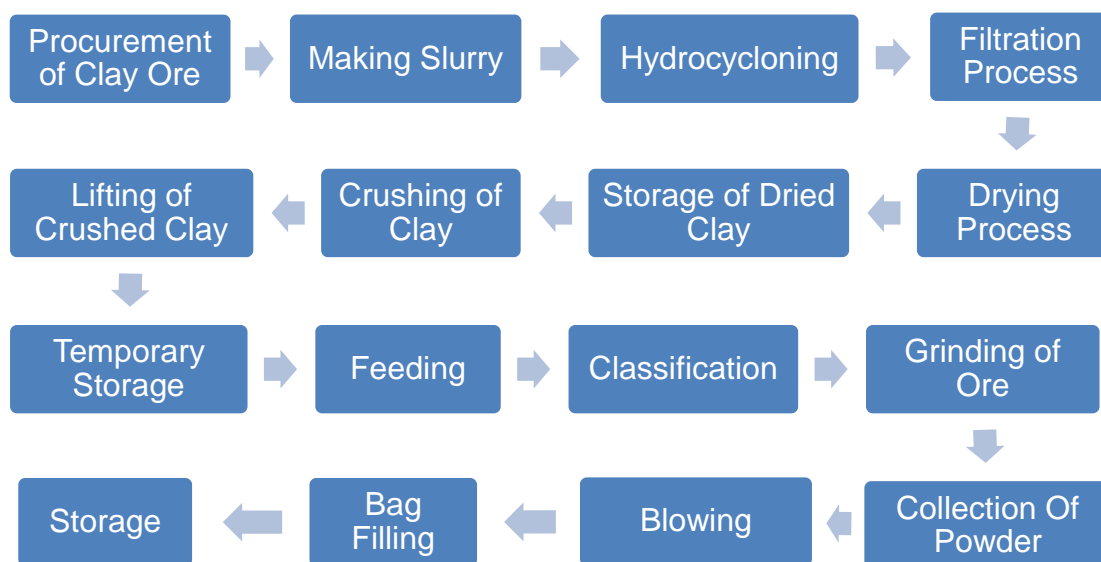 Procurement
of Clay Ore
Making Slurry
Hydrocycloning
Filtration
Process
Drying
Process
Storage of Dried
Clay
Crushing of
Clay
Lifting of
Crushed Clay
Temporary
Storage
Feeding
Classification
Grinding of
Ore
Collection Of
Powder
Blowing
Bag
Filling
Storage